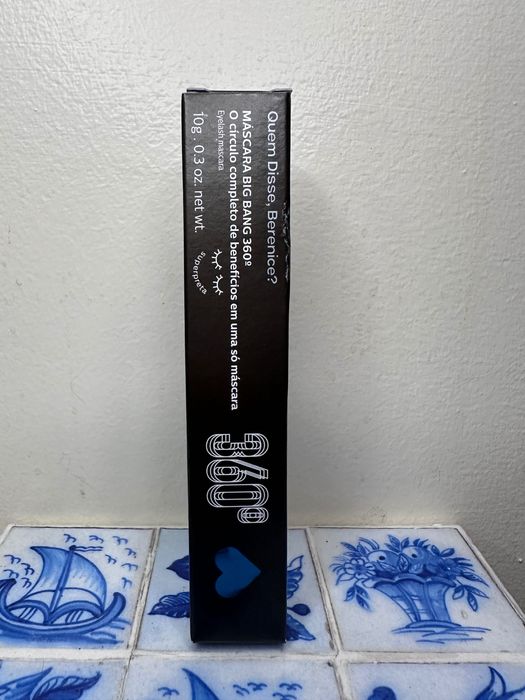 Quem Disse, Berenice?
MÁSCARA BIG BANG 360º
O círculo completo de benefícios em uma só máscara
Eyelash mascara
10g . 0.3 oz. net wt.
superpreta
360º